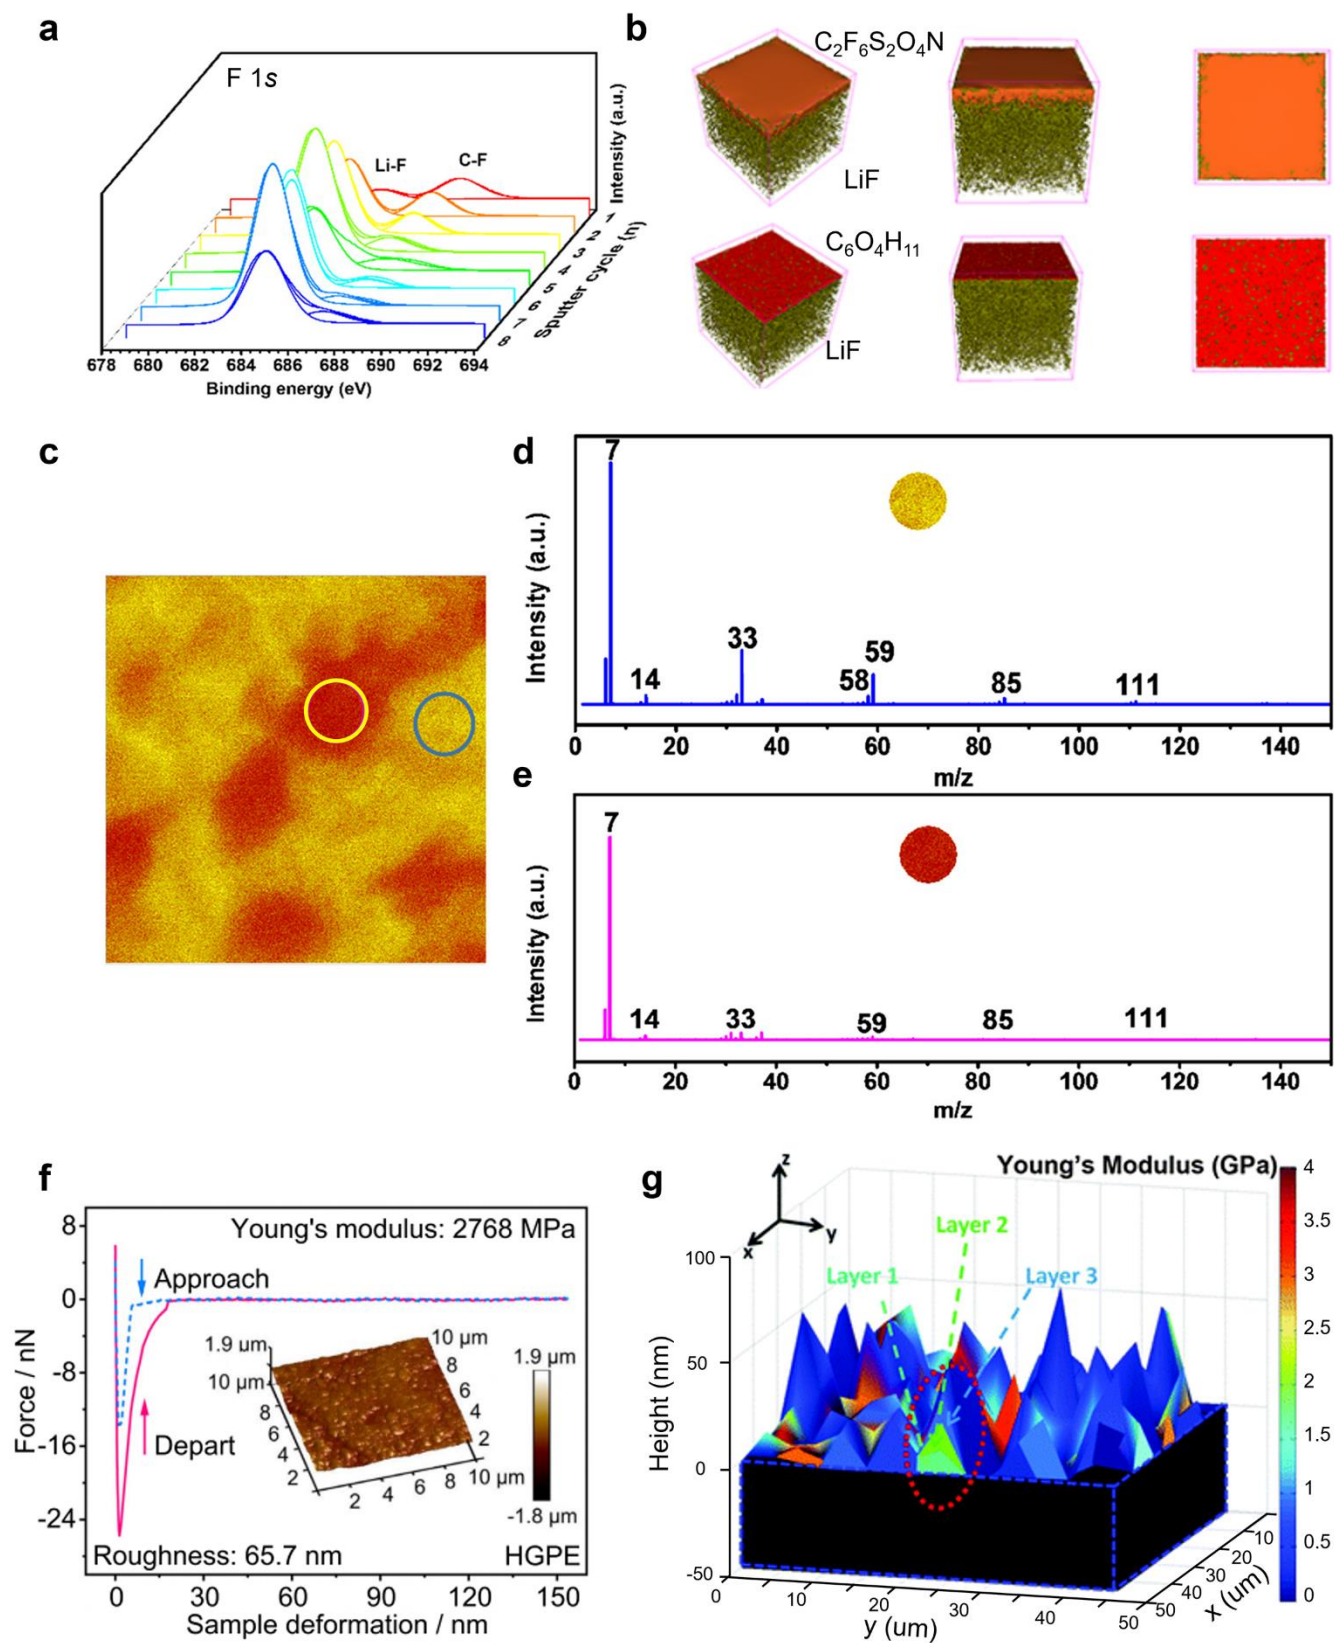 a
F 1s
Li-F
C-F
Intensity (a.u.)
1
2
3
4
5
6
7
8
Sputter cycle (n)
678 680 682 684 686 688 690 692 694
Binding energy (eV)
b
C2F6S2O4N
LiF
C6O4H11
LiF
c
d
7
14
33
58
59
85
111
Intensity (a.u.)
0 20 40 60 80 100 120 140
m/z
e
7
14
33
59
85
111
Intensity (a.u.)
0 20 40 60 80 100 120 140
m/z
f
Young's modulus: 2768 MPa
Approach
Depart
8
0
-8
-16
-24
Force / nN
1.9 μm
10 μm
8
6
4
2
10 μm
8
6
4
2
2 4 6 8
10 μm
1.9 μm
-1.8 μm
Roughness: 65.7 nm
HGPE
0 30 60 90 120 150
Sample deformation / nm
g
Young's Modulus (GPa)
z
y
x
Layer 1
Layer 2
Layer 3
100
50
0
-50
Height (nm)
0 10 20 30 40 50
y (um)
50 40 30 20 10
x (um)
4
3.5
3
2.5
2
1.5
1
0.5
0